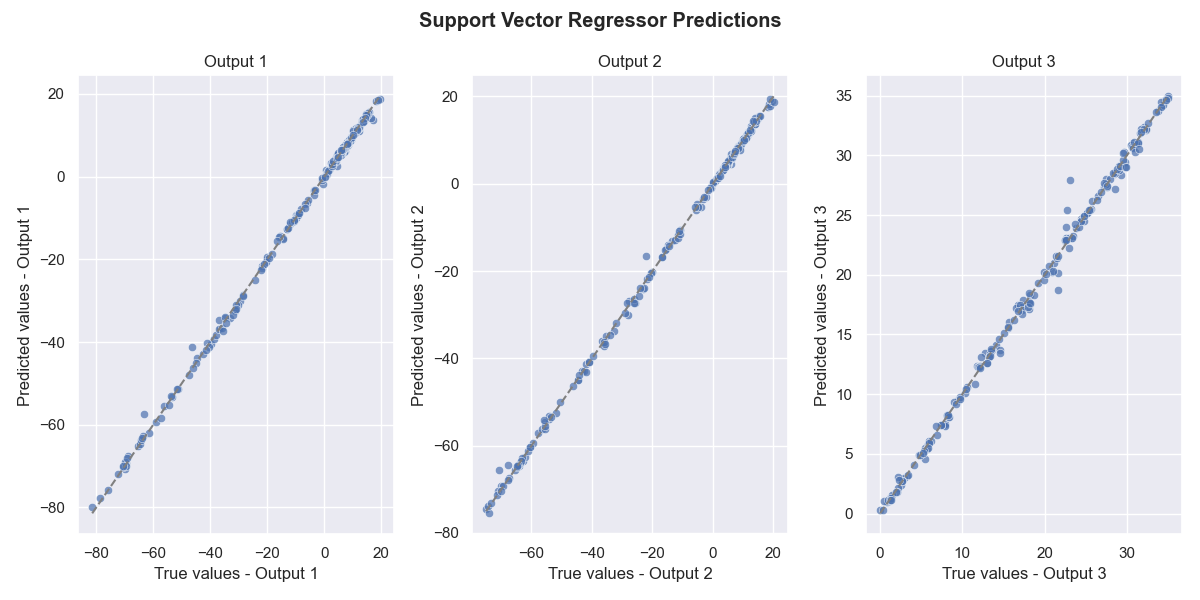 Support Vector Regressor Predictions
Output 1
Predicted values - Output 1
20
0
−20
−40
−60
−80
−80 −60 −40 −20 0 20
True values - Output 1
Output 2
Predicted values - Output 2
20
0
−20
−40
−60
−80
−60 −40 −20 0 20
True values - Output 2
Output 3
Predicted values - Output 3
35
30
25
20
15
10
5
0
0 10 20 30
True values - Output 3